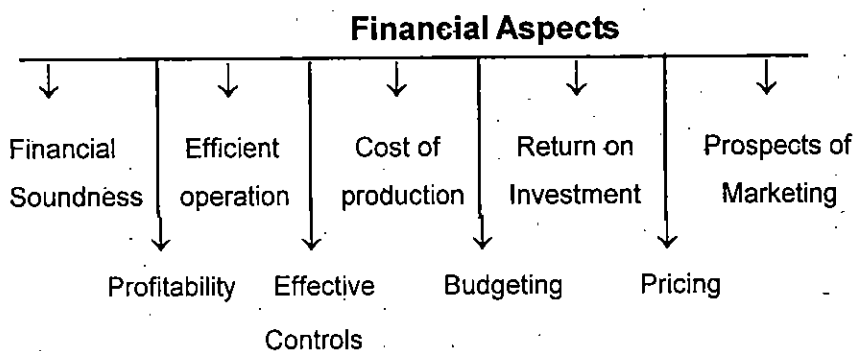 Financial Aspects
Financial Efficient Cost of Return on Prospects of
Soundness operation production Investment Marketing
Profitability Effective Budgeting Pricing
Controls